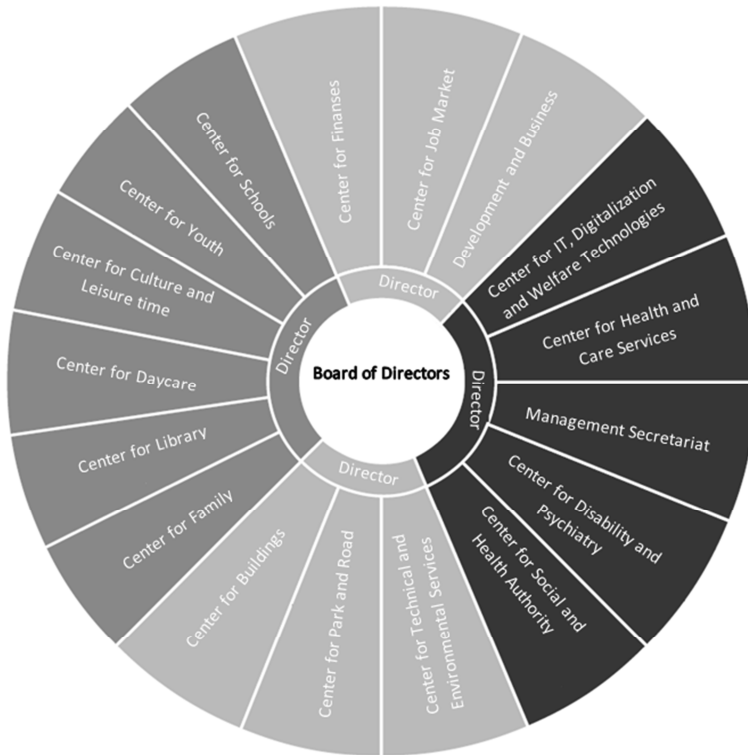 Board of Directors
Director
Center for Finanses
Center for Job Market
Development and Business
Director
Center for IT, Digitalization
and Welfare Technologies
Center for Health and
Care Services
Management Secretariat
Center for Disability and
Psychiatry
Center for Social and
Health Authority
Director
Center for Technical and
Environmental Services
Center for Park and Road
Center for Buildings
Director
Center for Family
Center for Library
Center for Daycare
Center for Culture and
Leisure time
Center for Youth
Center for Schools